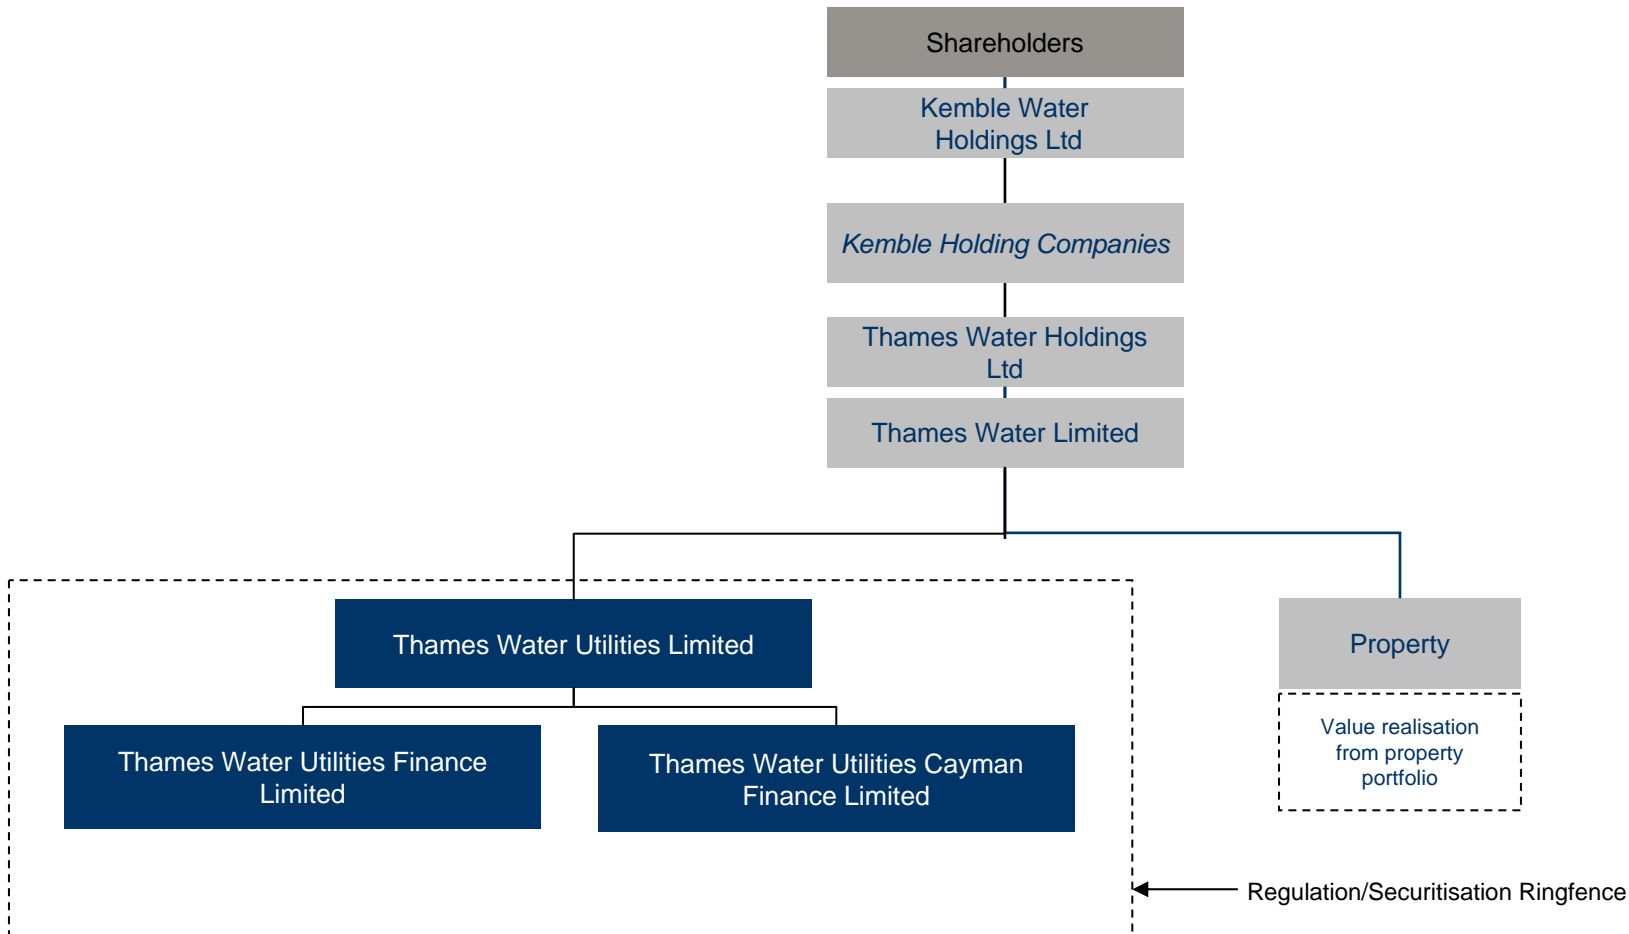 Shareholders
Kemble Water
Holdings Ltd
Kemble Holding Companies
Thames Water Holdings
Ltd
Thames Water Limited
Thames Water Utilities Limited
Property
Thames Water Utilities Finance
Limited
Thames Water Utilities Cayman
Finance Limited
Value realisation
from property
portfolio
Regulation/Securitisation Ringfence